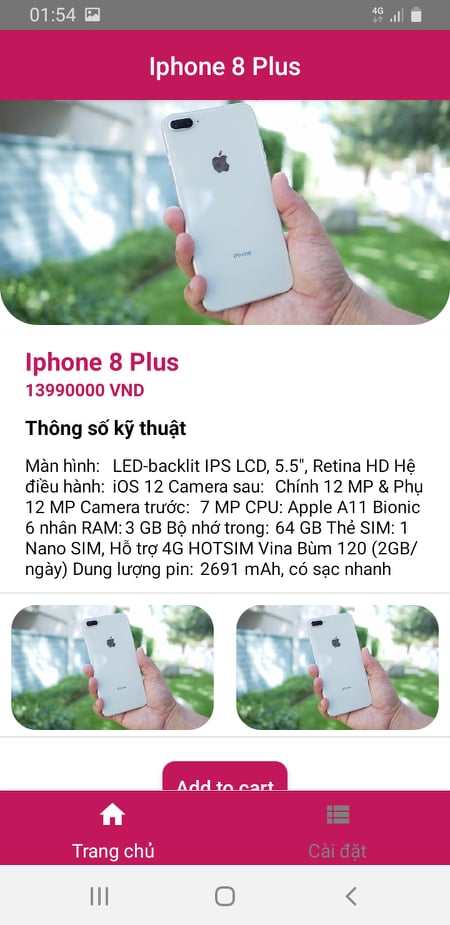 01:54
4G
Iphone 8 Plus
iPhone
Iphone 8 Plus
13990000 VND
Thông số kỹ thuật
Màn hình: LED-backlit IPS LCD, 5.5", Retina HD Hệ
điều hành: iOS 12 Camera sau: Chính 12 MP & Phụ
12 MP Camera trước: 7 MP CPU: Apple A11 Bionic
6 nhân RAM: 3 GB Bộ nhớ trong: 64 GB Thẻ SIM: 1
Nano SIM, Hỗ trợ 4G HOTSIM Vina Bùm 120 (2GB/
ngày) Dung lượng pin: 2691 mAh, có sạc nhanh
iPhone
iPhone
Add to cart
Trang chủ
Cài đặt